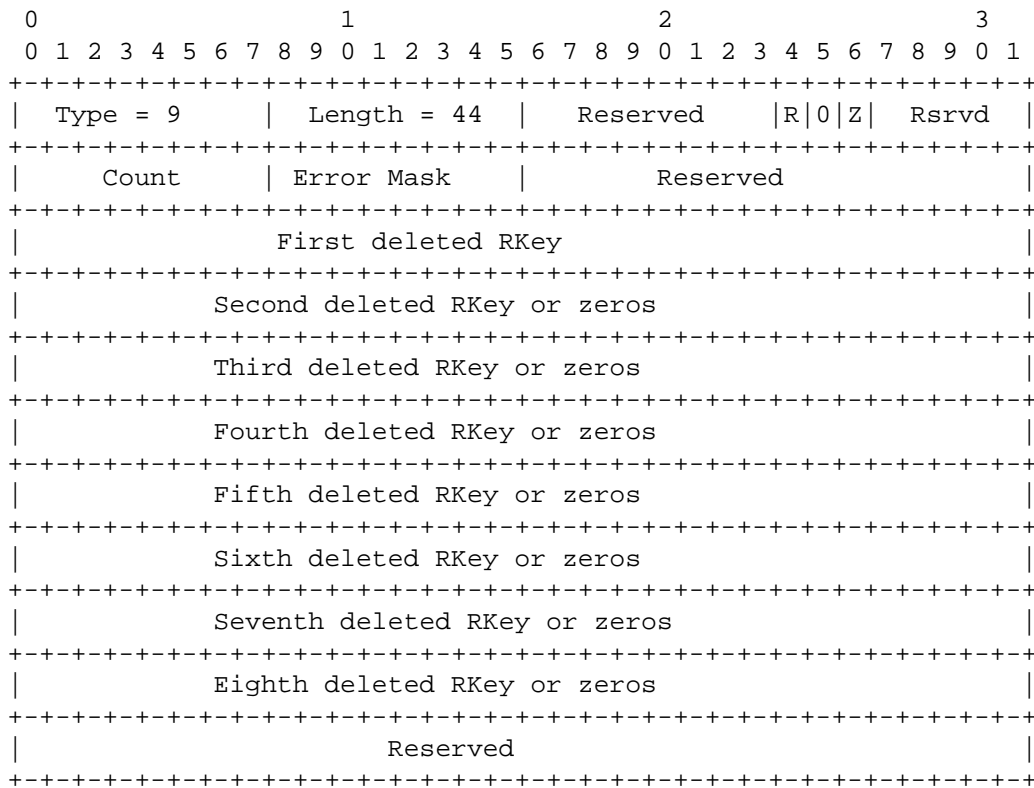 0                   1                   2                   3
 0 1 2 3 4 5 6 7 8 9 0 1 2 3 4 5 6 7 8 9 0 1 2 3 4 5 6 7 8 9 0 1
+-+-+-+-+-+-+-+-+-+-+-+-+-+-+-+-+-+-+-+-+-+-+-+-+-+-+-+-+-+-+-+-+
|  Type = 9     |  Length = 44  |   Reserved    |R|0|Z|  Rsrvd  |
+-+-+-+-+-+-+-+-+-+-+-+-+-+-+-+-+-+-+-+-+-+-+-+-+-+-+-+-+-+-+-+-+
|     Count     | Error Mask    |        Reserved               |
+-+-+-+-+-+-+-+-+-+-+-+-+-+-+-+-+-+-+-+-+-+-+-+-+-+-+-+-+-+-+-+-+
|                First deleted RKey                             |
+-+-+-+-+-+-+-+-+-+-+-+-+-+-+-+-+-+-+-+-+-+-+-+-+-+-+-+-+-+-+-+-+
|            Second deleted RKey or zeros                       |
+-+-+-+-+-+-+-+-+-+-+-+-+-+-+-+-+-+-+-+-+-+-+-+-+-+-+-+-+-+-+-+-+
|            Third deleted RKey or zeros                        |
+-+-+-+-+-+-+-+-+-+-+-+-+-+-+-+-+-+-+-+-+-+-+-+-+-+-+-+-+-+-+-+-+
|            Fourth deleted RKey or zeros                       |
+-+-+-+-+-+-+-+-+-+-+-+-+-+-+-+-+-+-+-+-+-+-+-+-+-+-+-+-+-+-+-+-+
|            Fifth deleted RKey or zeros                        |
+-+-+-+-+-+-+-+-+-+-+-+-+-+-+-+-+-+-+-+-+-+-+-+-+-+-+-+-+-+-+-+-+
|            Sixth deleted RKey or zeros                        |
+-+-+-+-+-+-+-+-+-+-+-+-+-+-+-+-+-+-+-+-+-+-+-+-+-+-+-+-+-+-+-+-+
|            Seventh deleted RKey or zeros                      |
+-+-+-+-+-+-+-+-+-+-+-+-+-+-+-+-+-+-+-+-+-+-+-+-+-+-+-+-+-+-+-+-+
|            Eighth deleted RKey or zeros                       |
+-+-+-+-+-+-+-+-+-+-+-+-+-+-+-+-+-+-+-+-+-+-+-+-+-+-+-+-+-+-+-+-+
|                       Reserved                                |
+-+-+-+-+-+-+-+-+-+-+-+-+-+-+-+-+-+-+-+-+-+-+-+-+-+-+-+-+-+-+-+-+